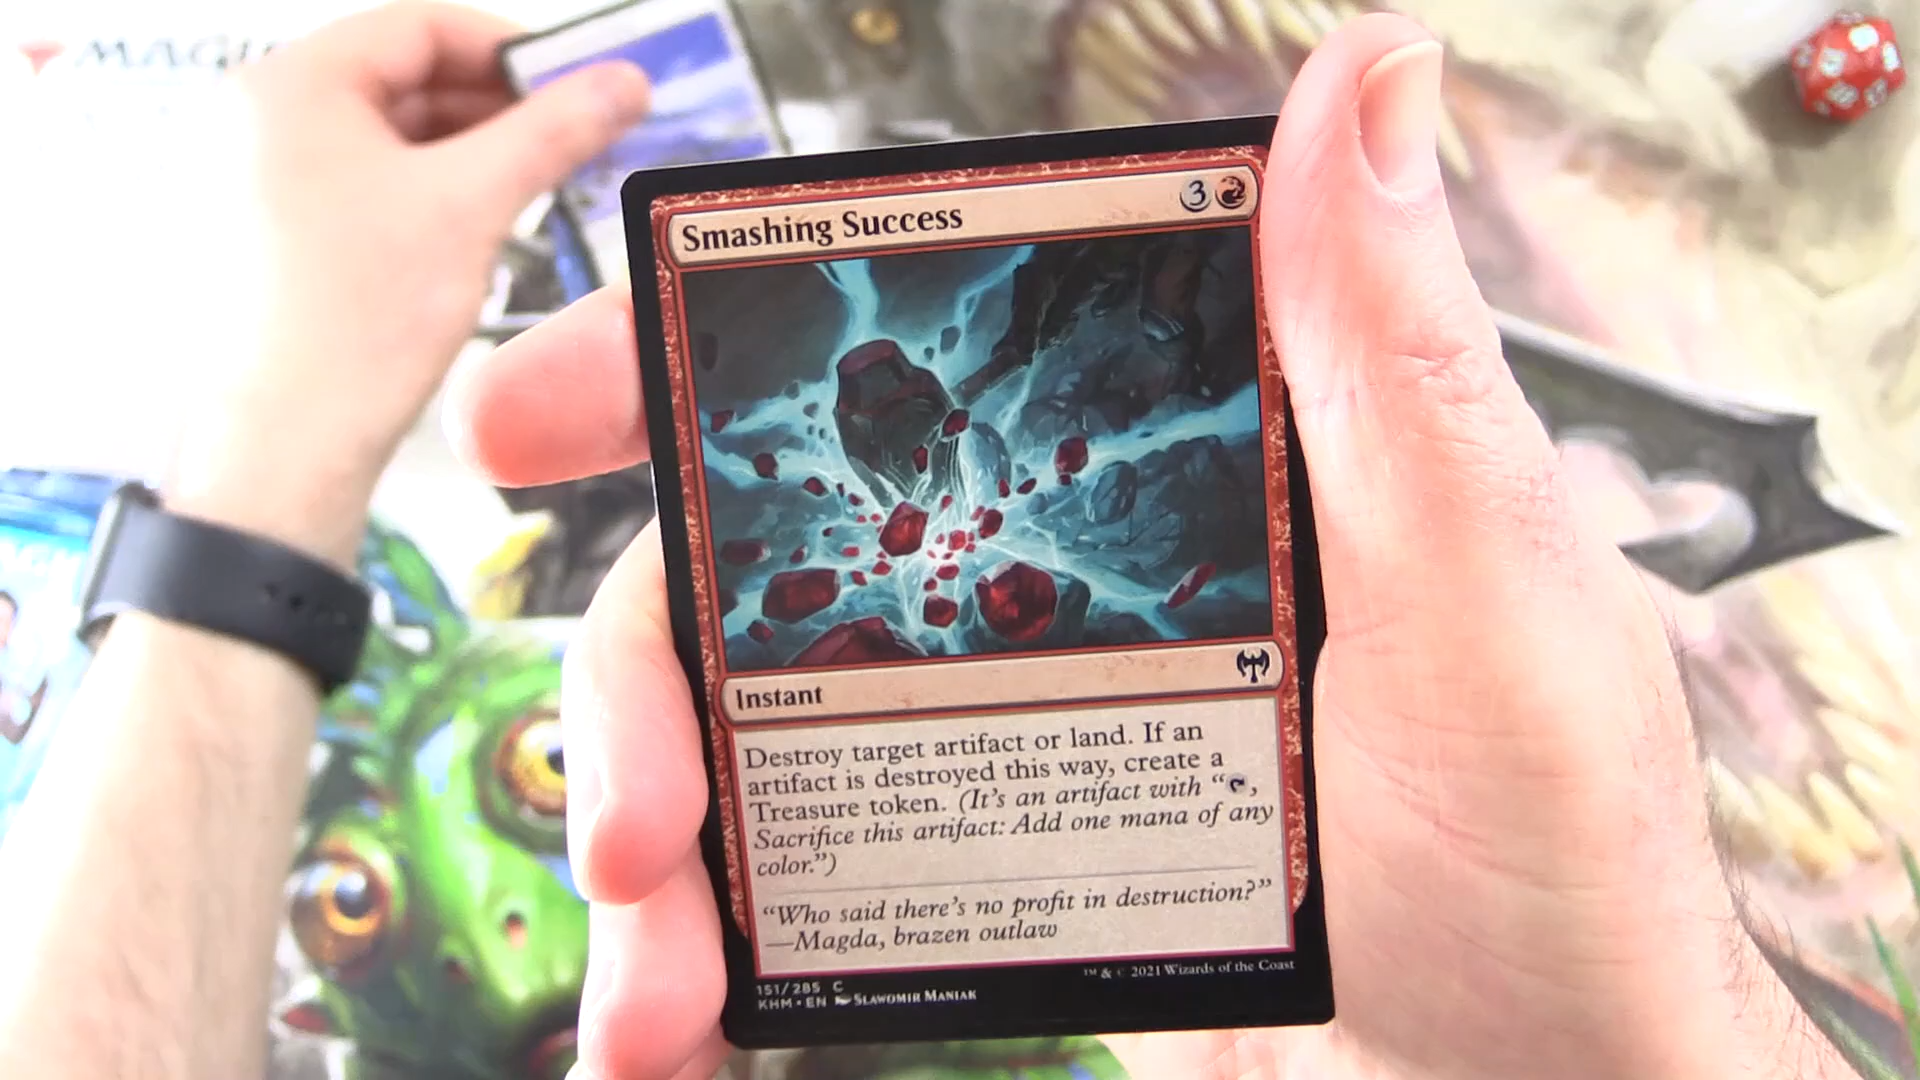 MAGIC
Smashing Success
3
Instant
Destroy target artifact or land. If an
artifact is destroyed this way, create a
Treasure token. (It's an artifact with “, 
Sacrifice this artifact: Add one mana of any
color.”)
“Who said there's no profit in destruction?”
—Magda, brazen outlaw
151/285 C
KHM • EN SLAWOMIR MANIAK
™ & © 2021 Wizards of the Coast